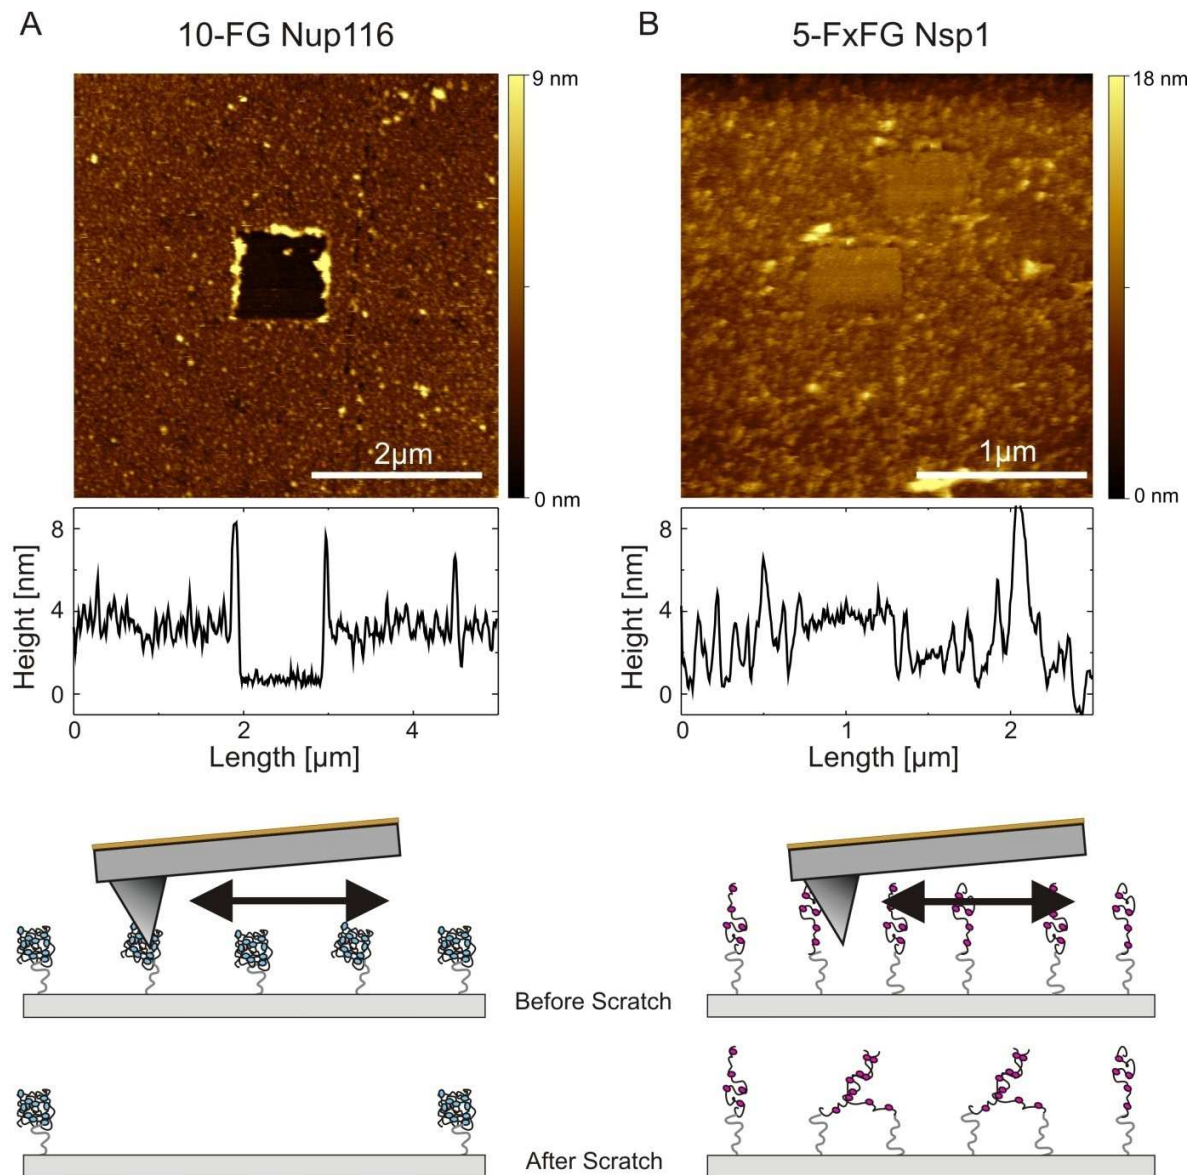 A
10-FG Nup116
B
5-FxFG Nsp1
9 nm
2µm
0 nm
18 nm
1µm
0 nm
8
4
0
Height [nm]
0
2
4
Length [µm]
8
4
0
Height [nm]
0
1
2
Length [µm]
Before Scratch
After Scratch